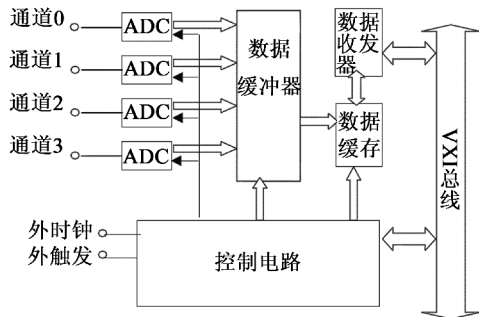 通道0
ADC
通道1
ADC
通道2
ADC
通道3
ADC
数据
缓冲器
数据
收发
器
数据
缓存
VXI总线
外时钟
外触发
控制电路